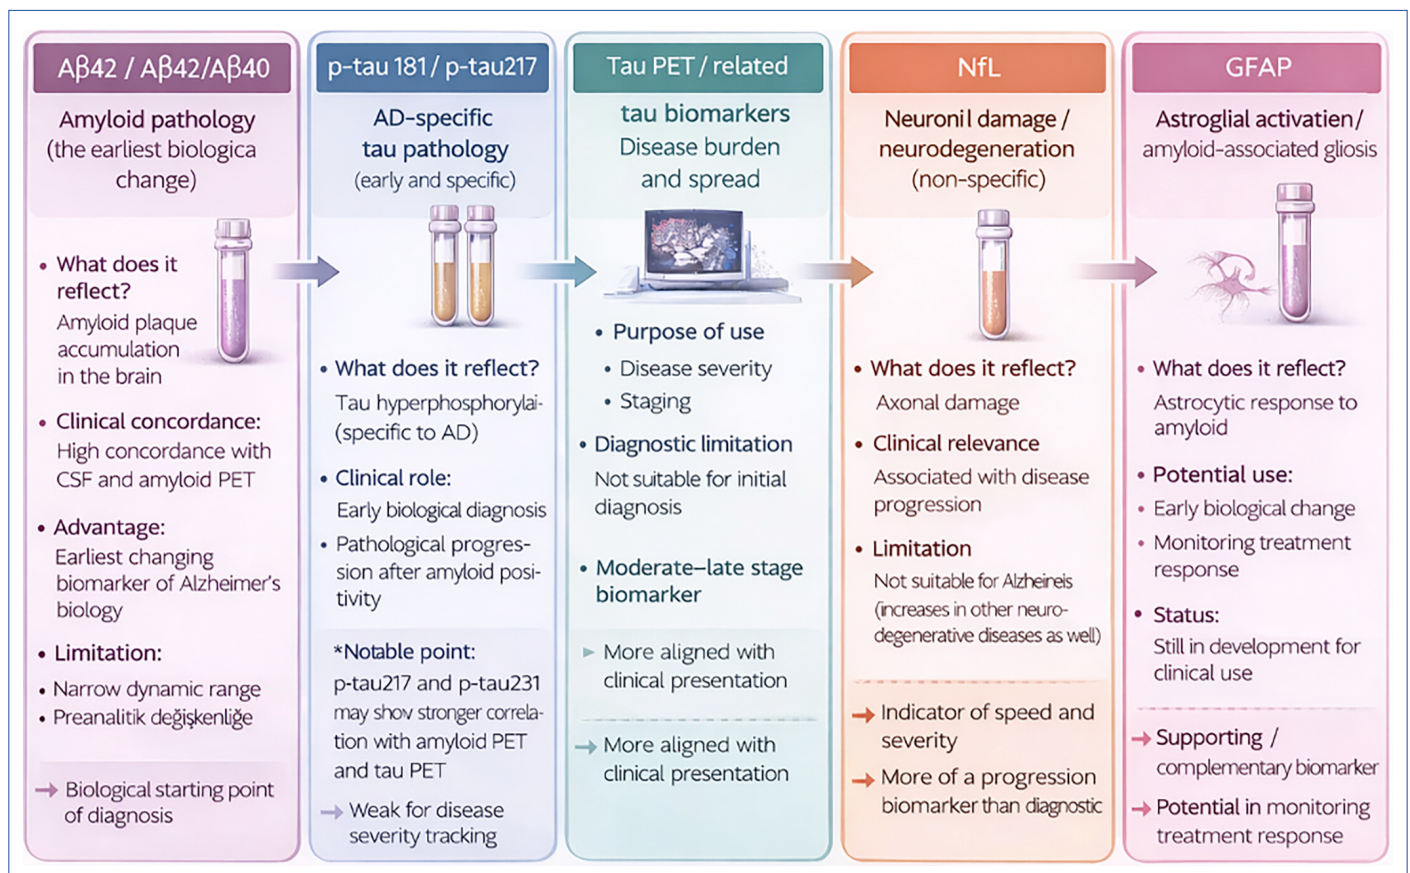 Aβ42 / Aβ42/Aβ40
Amyloid pathology
(the earliest biologica
change)
• What does it
reflect?
Amyloid plaque
accumulation
in the brain
• Clinical concordance:
High concordance with
CSF and amyloid PET
• Advantage:
Earliest changing
biomarker of Alzheimer's
biology
• Limitation:
• Narrow dynamic range
• Preanalitik değişkenliğe
→ Biological starting point
of diagnosis
p-tau 181 / p-tau217
AD-specific
tau pathology
(early and specific)
• What does it reflect?
Tau hyperphosphorylai-
(specific to AD)
• Clinical role:
Early biological diagnosis
• Pathological progres-
sion after amyloid posi-
tivity
*Notable point:
p-tau217 and p-tau231
may show stronger correla-
tion with amyloid PET
and tau PET
→ Weak for disease
severity tracking
Tau PET / related
tau biomarkers
Disease burden
and spread
• Purpose of use
• Disease severity
• Staging
• Diagnostic limitation
Not suitable for initial
diagnosis
• Moderate–late stage
biomarker
▸ More aligned with
clinical presentation
→ More aligned with
clinical presentation
NfL
Neuronil damage /
neurodegeneration
(non-specific)
• What does it reflect?
Axonal damage
• Clinical relevance
Associated with disease
progression
• Limitation
Not suitable for Alzheineis
(increases in other neuro-
degenerative diseases as well)
→ Indicator of speed and
severity
→ More of a progression
biomarker than diagnostic
GFAP
Astroglial activation/
amyloid-associated gliosis
• What does it reflect?
Astrocytic response to
amyloid
• Potential use:
• Early biological change
• Monitoring treatment
response
• Status:
Still in development for
clinical use
→ Supporting /
complementary biomarker
→ Potential in monitoring
treatment response